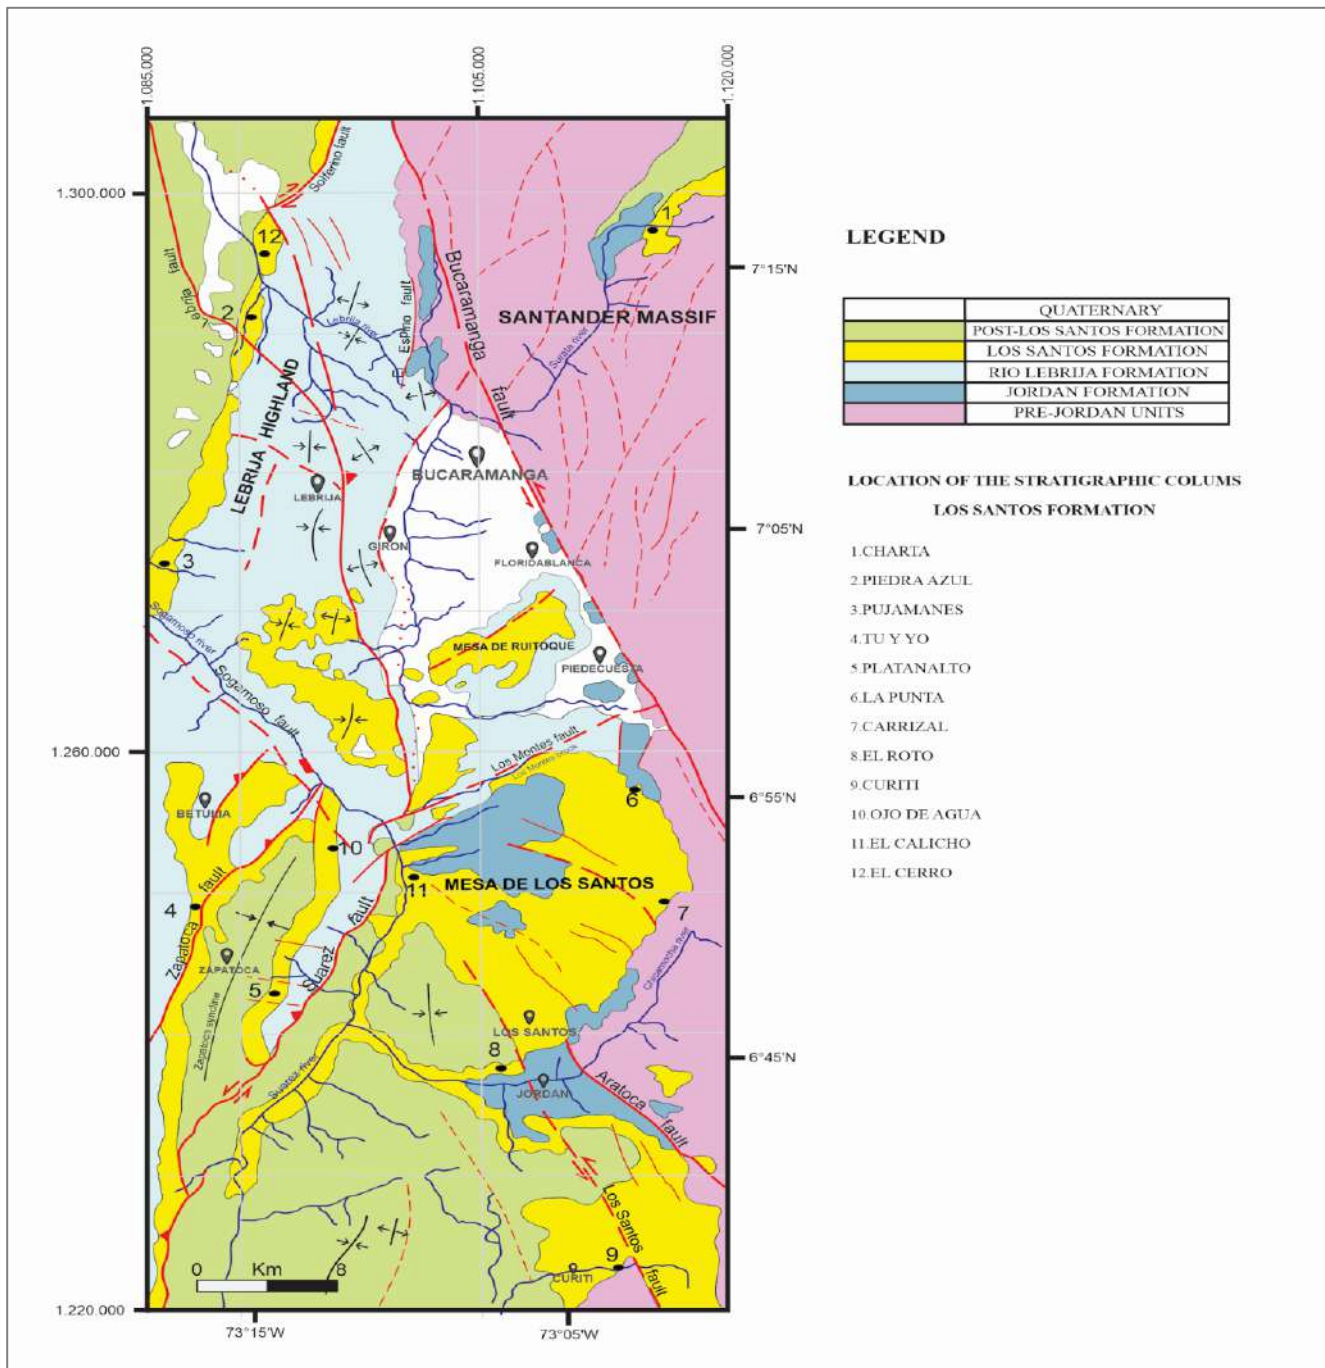 1.085.000
1.105.000
1.120.000
1.300.000
Solferino fault
1
12
Bucaramanga
fault
7°15'N
Lebrija
fault
2
Lebrija river
Espino fault
SANTANDER MASSIF
Surata river
LEBRIJA HIGHLAND
BUCARAMANGA
LEBRIJA
GIRON
FLORIDABLANCA
7°05'N
3
Sogamoso river
Sogamoso fault
MESA DE RUITOQUE
PIEDECUESTA
1.260.000
Los Montes fault
6
6°55'N
BETULIA
10
11
MESA DE LOS SANTOS
4
Zapatoca
fault
7
Chicamocha river
ZAPATOCA
Suarez
fault
5
LOS SANTOS
Zapatoca syncline
8
6°45'N
Suarez river
JORDAN
Aratoca
fault
Los Santos
fault
0 Km 8
9
CURITI
1.220.000
73°15'W
73°05'W
LEGEND
QUATERNARY
POST-LOS SANTOS FORMATION
LOS SANTOS FORMATION
RIO LEBRIJA FORMATION
JORDAN FORMATION
PRE-JORDAN UNITS
LOCATION OF THE STRATIGRAPHIC COLUMS
LOS SANTOS FORMATION
1.CHARTA
2.PIEDRA AZUL
3.PUJAMANES
4.TU Y YO
5.PLATANALTO
6.LA PUNTA
7.CARRIZAL
8.EL ROTO
9.CURITI
10.OJO DE AGUA
11.EL CALICHO
12.EL CERRO